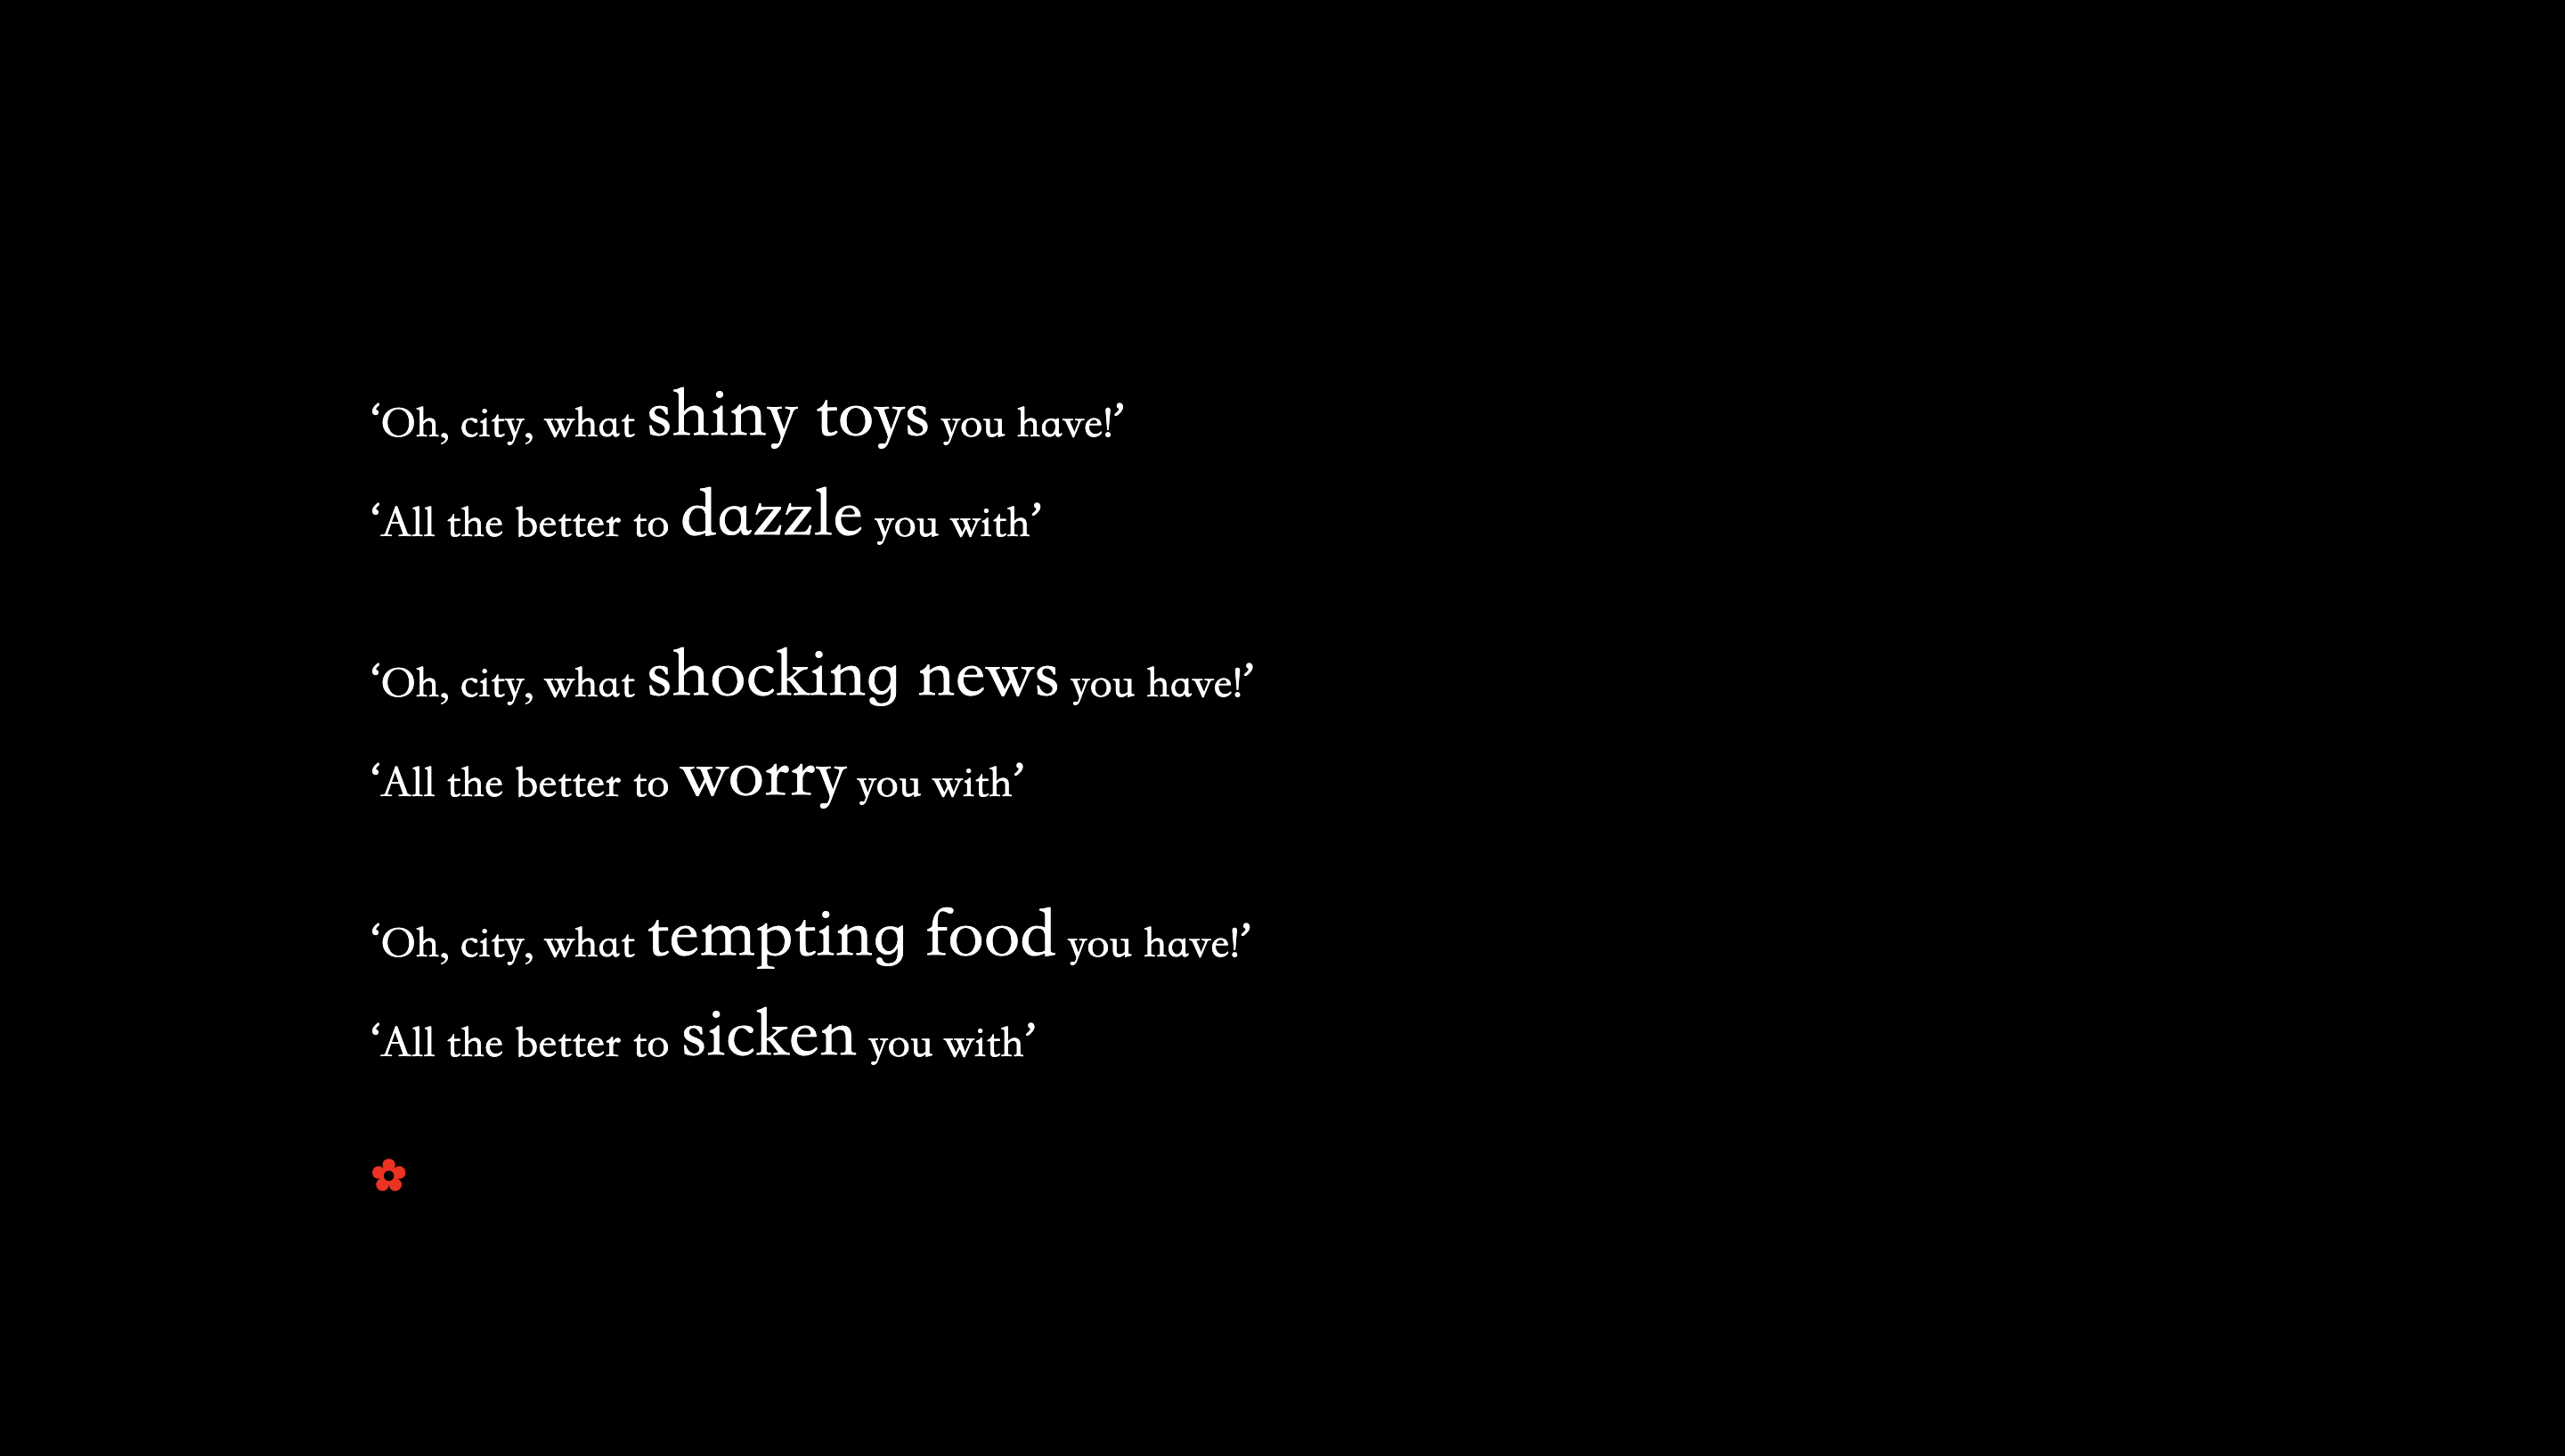 ‘Oh, city, what shiny toys you have!’
‘All the better to dazzle you with’
‘Oh, city, what shocking news you have!’
‘All the better to worry you with’
‘Oh, city, what tempting food you have!’
‘All the better to sicken you with’